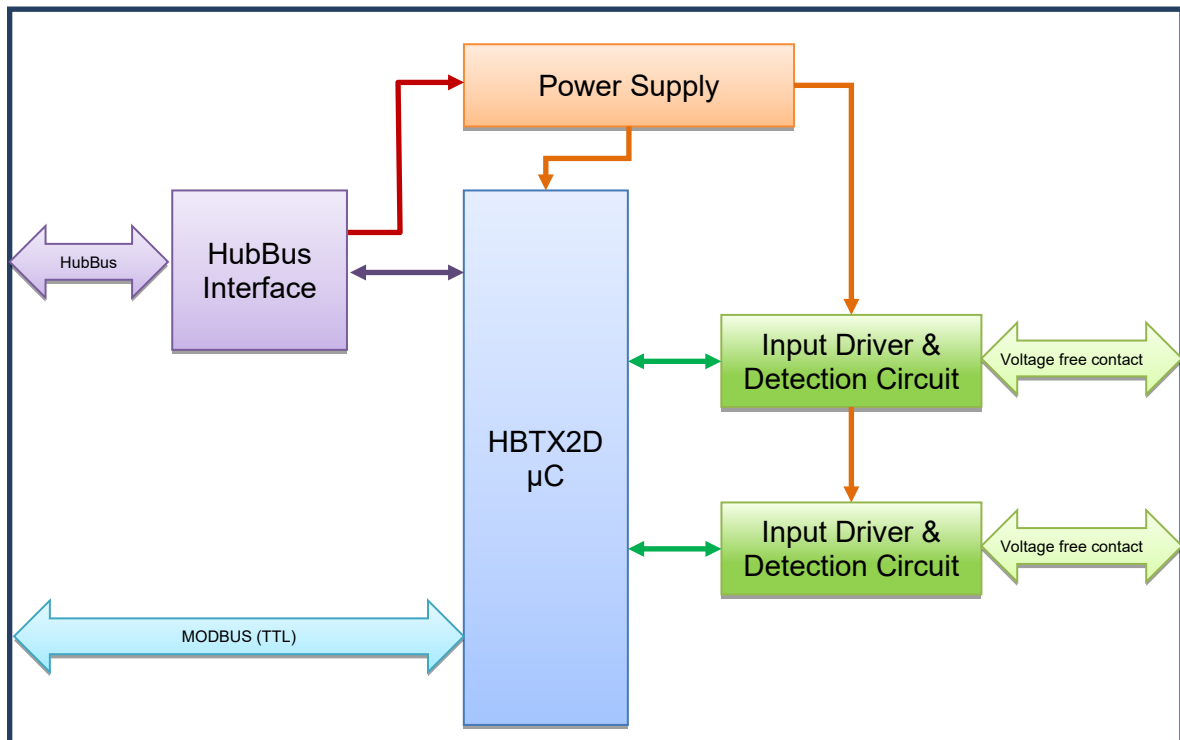 Power Supply
HubBus
HubBus
Interface
Input Driver &
Detection Circuit
Voltage free contact
HBTX2D
µC
Input Driver &
Detection Circuit
Voltage free contact
MODBUS (TTL)